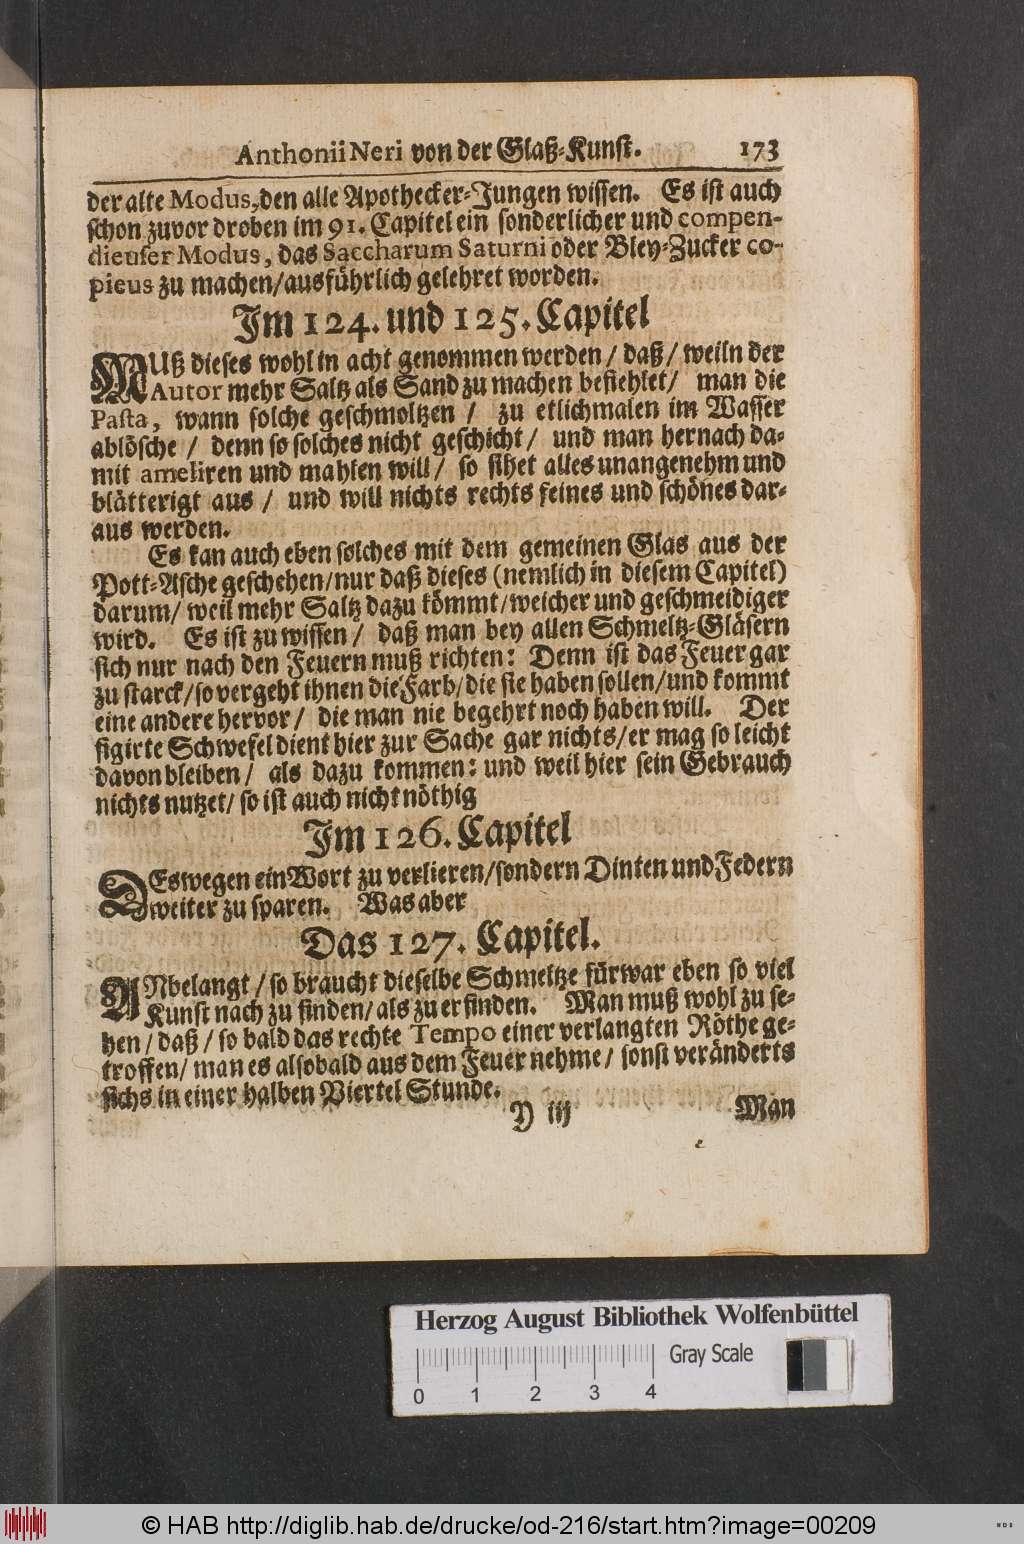 Anthonii Neri von der Glaß-Kunst. 173
der alte Modus, den alle Apothecker-Jungen wissen. Es ist auch
schon zuvor droben im 91. Capitel ein sonderlicher und compen-
dieuser Modus, das Saccharum Saturni oder Bley-Zucker co-
pieus zu machen/ ausführlich gelehret worden.
Im 124. und 125. Capitel
MUß dieses wohl in acht genommen werden / daß / weiln der
Autor mehr Saltz als Sand zu machen befiehlet / man die
Pasta, wann solche geschmoltzen / zu etlichmalen im Wasser
ablösche / denn so solches nicht geschicht / und man hernach da-
mit ameliren und mahlen will / so sihet alles unangenehm und
blätterigt aus / und will nichts rechts feines und schönes dar-
aus werden.
Es kan auch eben solches mit dem gemeinen Glas aus der
Pott-Asche geschehen / nur daß dieses (nemlich in diesem Capitel)
darum / weil mehr Saltz dazu kömmt / weicher und geschmeidiger
wird. Es ist zu wissen / daß man bey allen Schmeltz-Gläsern
sich nur nach den Feuern muß richten: Denn ist das Feuer gar
zu starck / so vergeht ihnen die Farb / die sie haben sollen / und kommt
eine andere hervor / die man nie begehrt noch haben will. Der
figirte Schwefel dient hier zur Sache gar nichts / er mag so leicht
davon bleiben / als dazu kommen: und weil hier sein Gebrauch
nichts nutzet / so ist auch nicht nöthig
Im 126. Capitel
DEswegen ein Wort zu verlieren / sondern Dinten und Federn
weiter zu sparen. Was aber
Das 127. Capitel.
ANbelangt / so braucht dieselbe Schmeltze fürwar eben so viel
Kunst nach zu finden / als zu erfinden. Man muß wohl zu se-
hen / daß / so bald das rechte Tempo einer verlangten Röthe ge-
troffen / man es alsobald aus dem Feuer nehme / sonst veränderts
sichs in einer halben Viertel Stunde.
Y iij Man
Herzog August Bibliothek Wolfenbüttel
Gray Scale
0 1 2 3 4
© HAB http://diglib.hab.de/drucke/od-216/start.htm?image=00209